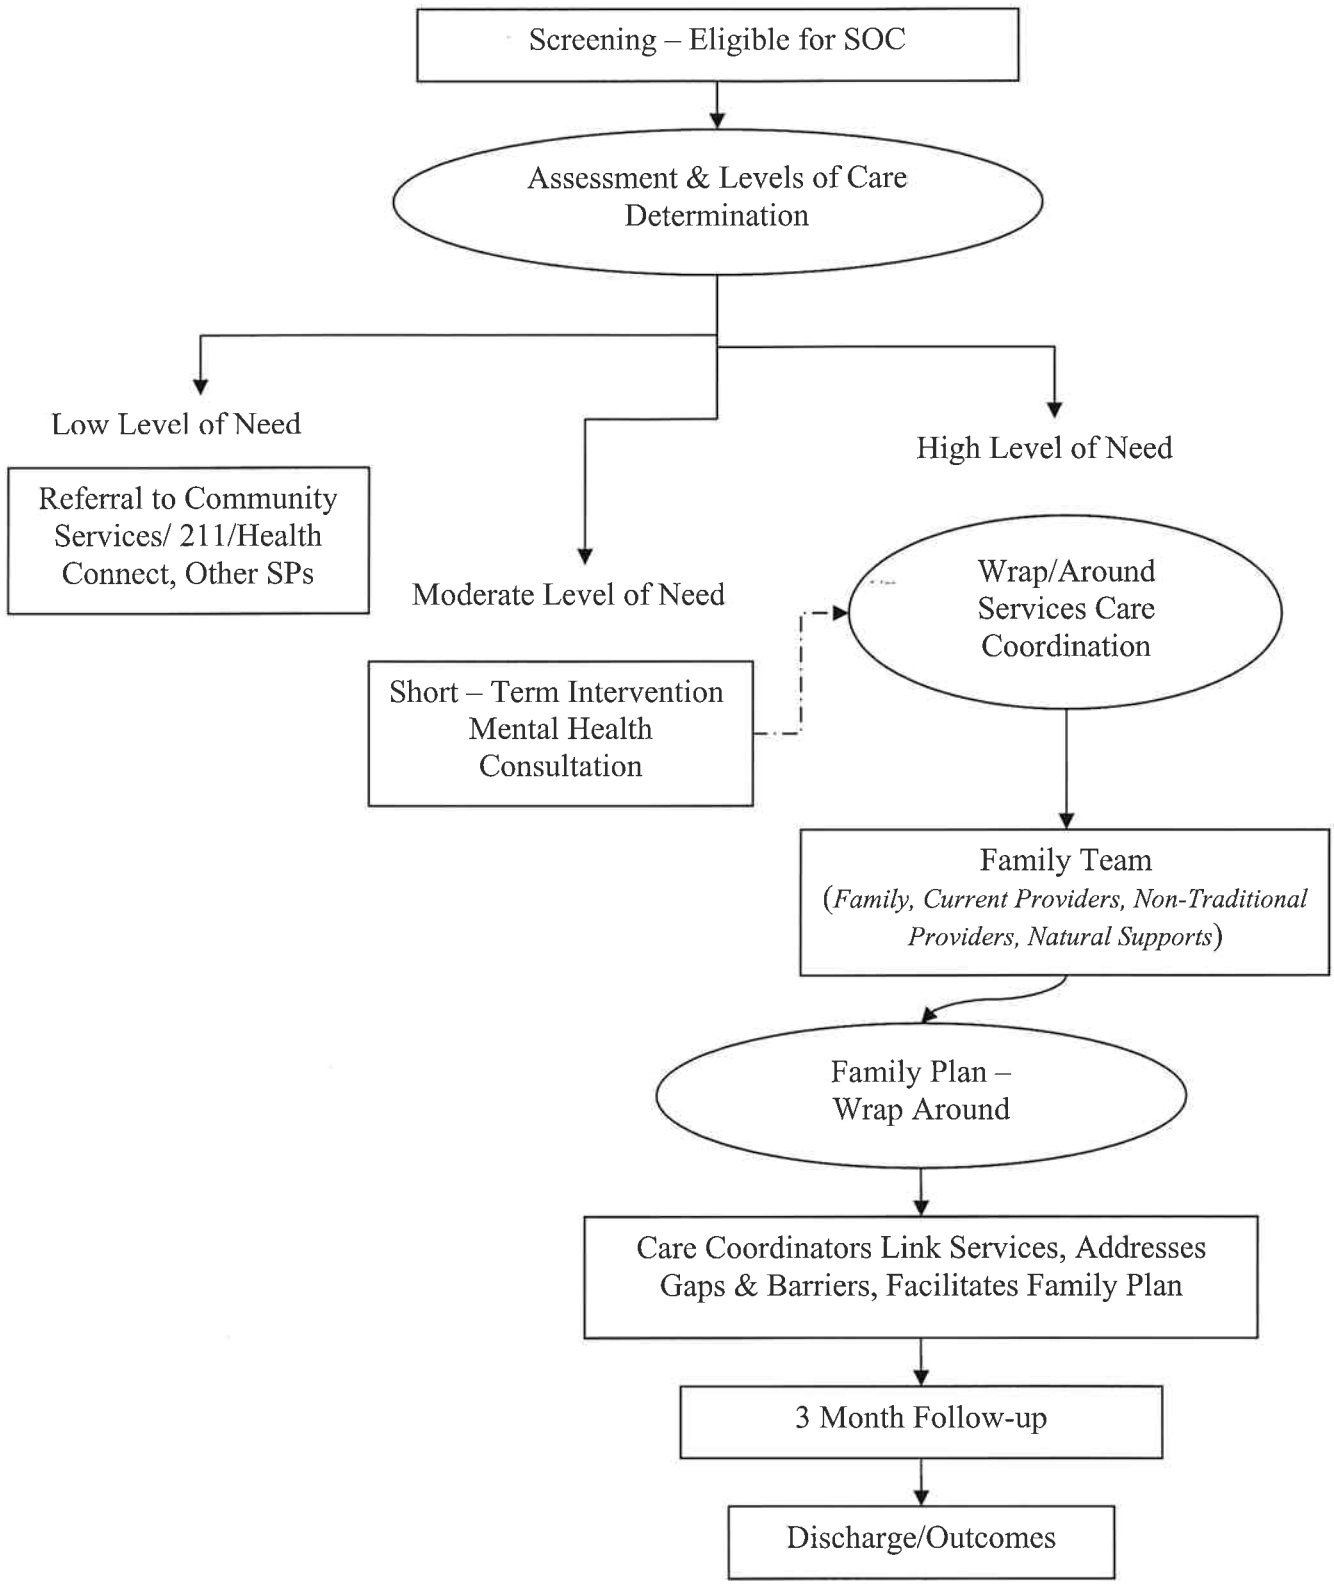 Screening – Eligible for SOC
Assessment & Levels of Care
Determination
Low Level of Need
Referral to Community
Services/ 211/Health
Connect, Other SPs
Moderate Level of Need
Short – Term Intervention
Mental Health
Consultation
High Level of Need
Wrap/Around
Services Care
Coordination
Family Team
(Family, Current Providers, Non-Traditional
Providers, Natural Supports)
Family Plan –
Wrap Around
Care Coordinators Link Services, Addresses
Gaps & Barriers, Facilitates Family Plan
3 Month Follow-up
Discharge/Outcomes